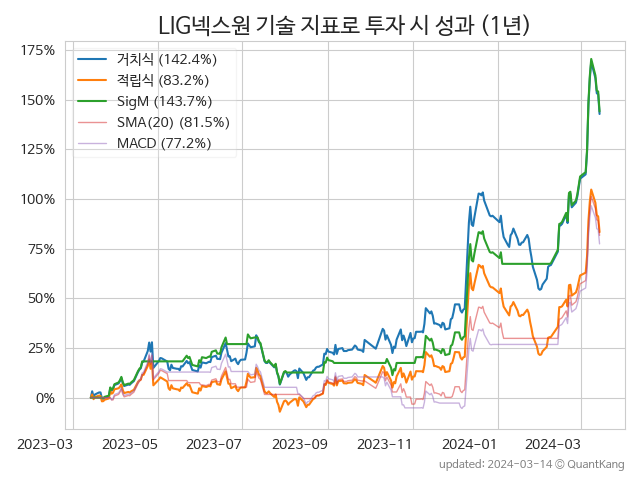 LIG넥스원 기술 지표로 투자 시 성과 (1년)
거치식 (142.4%)
적립식 (83.2%)
SigM (143.7%)
SMA(20) (81.5%)
MACD (77.2%)
175%
150%
125%
100%
75%
50%
25%
0%
2023-03
2023-05
2023-07
2023-09
2023-11
2024-01
2024-03
updated: 2024-03-14 © QuantKang